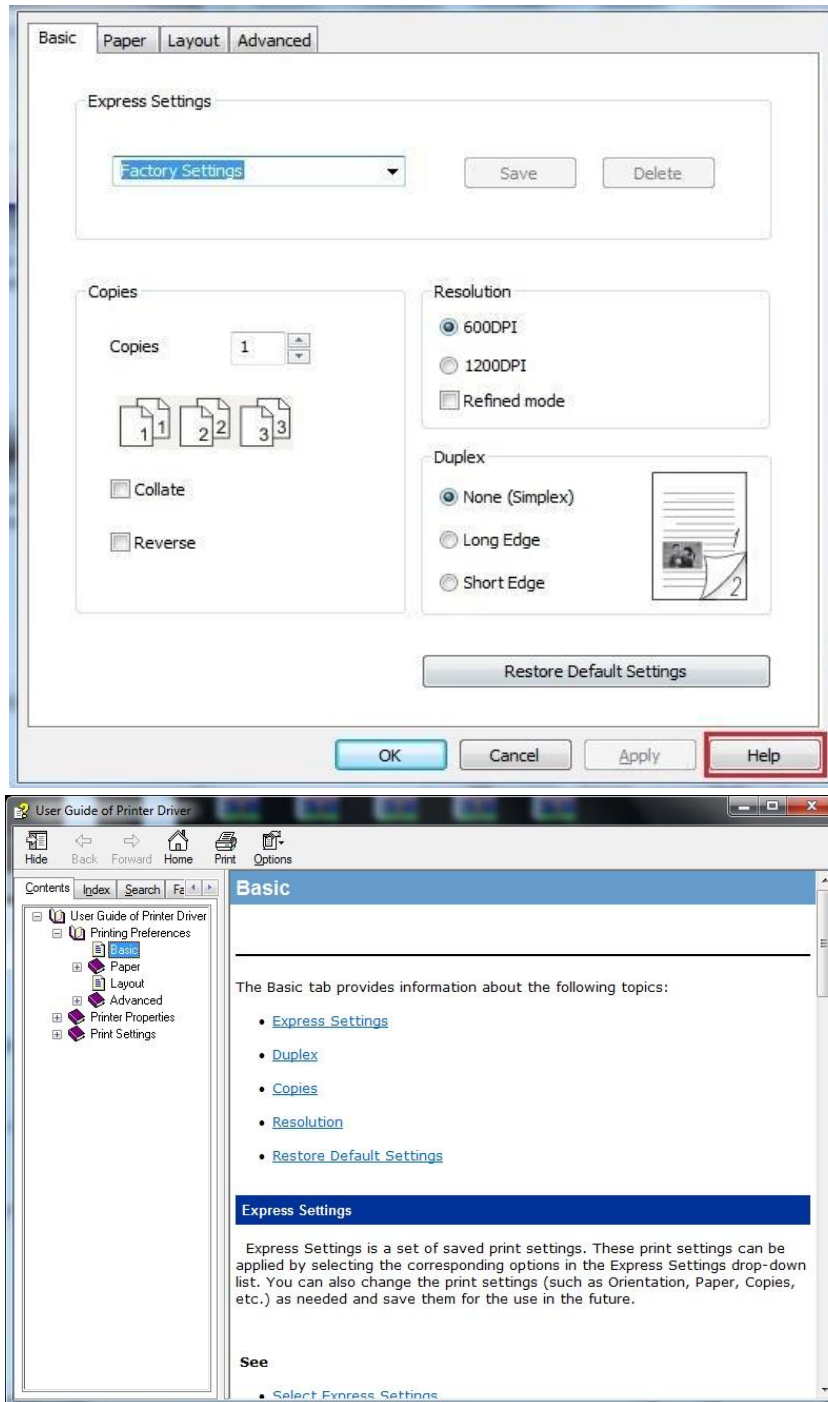 Basic Paper Layout Advanced
Express Settings
Factory Settings Save Delete
Copies
Copies 1
1 1 2 2 3 3
Collate
Reverse
Resolution
600DPI
1200DPI
Refined mode
Duplex
None (Simplex)
Long Edge
Short Edge
1
2
Restore Default Settings
OK Cancel Apply Help
User Guide of Printer Driver
Hide Back Forward Home Print Options
Contents Index Search
User Guide of Printer Driver
Printing Preferences
Basic
Paper
Layout
Advanced
Printer Properties
Print Settings
Basic
The Basic tab provides information about the following topics:
• Express Settings
• Duplex
• Copies
• Resolution
• Restore Default Settings
Express Settings
Express Settings is a set of saved print settings. These print settings can be
applied by selecting the corresponding options in the Express Settings drop-down
list. You can also change the print settings (such as Orientation, Paper, Copies,
etc.) as needed and save them for the use in the future.
See
• Select Express Settings